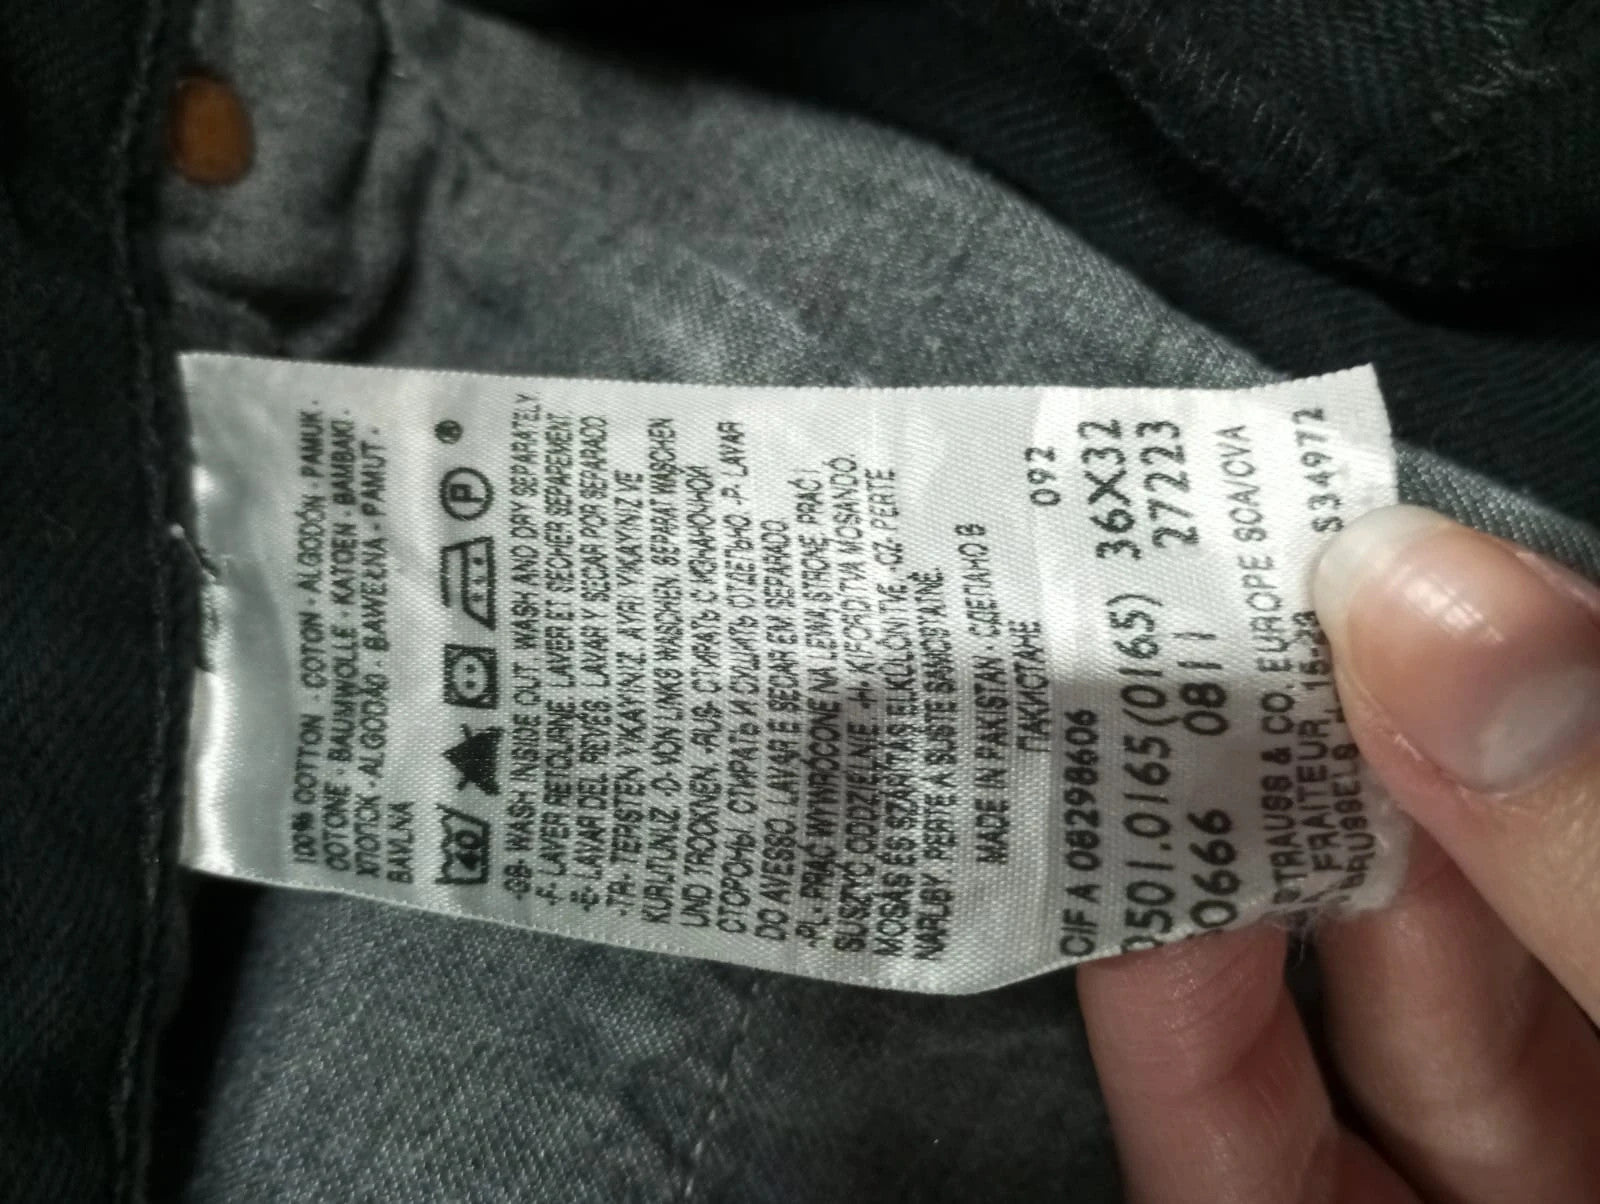 100% COTTON · COTON · ALGODÓN · PAMUK ·
COTONE · BAUMWOLLE · KATOEN · BAMBAKI ·
ХЛОПОК · ALGODÃO · BAWEŁNA · PAMUT ·
BAVLNA
40 P ®
-GB- WASH INSIDE OUT. WASH AND DRY SEPARATELY
-F- LAVER RETOURNE. LAVER ET SECHER SEPAREMENT.
-E- LAVAR DEL REVÉS. LAVAR Y SECAR POR SEPARADO.
-TR- TERSTEN YIKAYINIZ. AYRI YIKAYINIZ VE
KURUTUNUZ. -D- VON LINKS WASCHEN. SEPARAT WASCHEN
UND TROCKNEN. -RUS- СТИРАТЬ С ИЗНАНОЧНОЙ
СТОРОНЫ. СТИРАТЬ И СУШИТЬ ОТДЕЛЬНО. -P- LAVAR
DO AVESSO. LAVAR E SECAR EM SEPARADO.
-PL- PRAĆ WYWRÓCONE NA LEWĄ STRONĘ. PRAĆ I
SUSZYĆ ODDZIELNIE. -H- KIFORDÍTVA MOSANDÓ.
MOSÁS ÉS SZÁRÍTÁS ELKÜLÖNÍTVE. -CZ- PERTE
NARUBY. PERTE A SUŠTE SAMOSTATNĚ.
MADE IN PAKISTAN · СДЕЛАНО В
ПАКИСТАНЕ 092
CIF A 08298606
0501.0165 (0165) 36X32
0666 0811 27223
STRAUSS & CO. EUROPE SCA/CVA
FRAITEUR, 15-23
BRUSSELS S34972